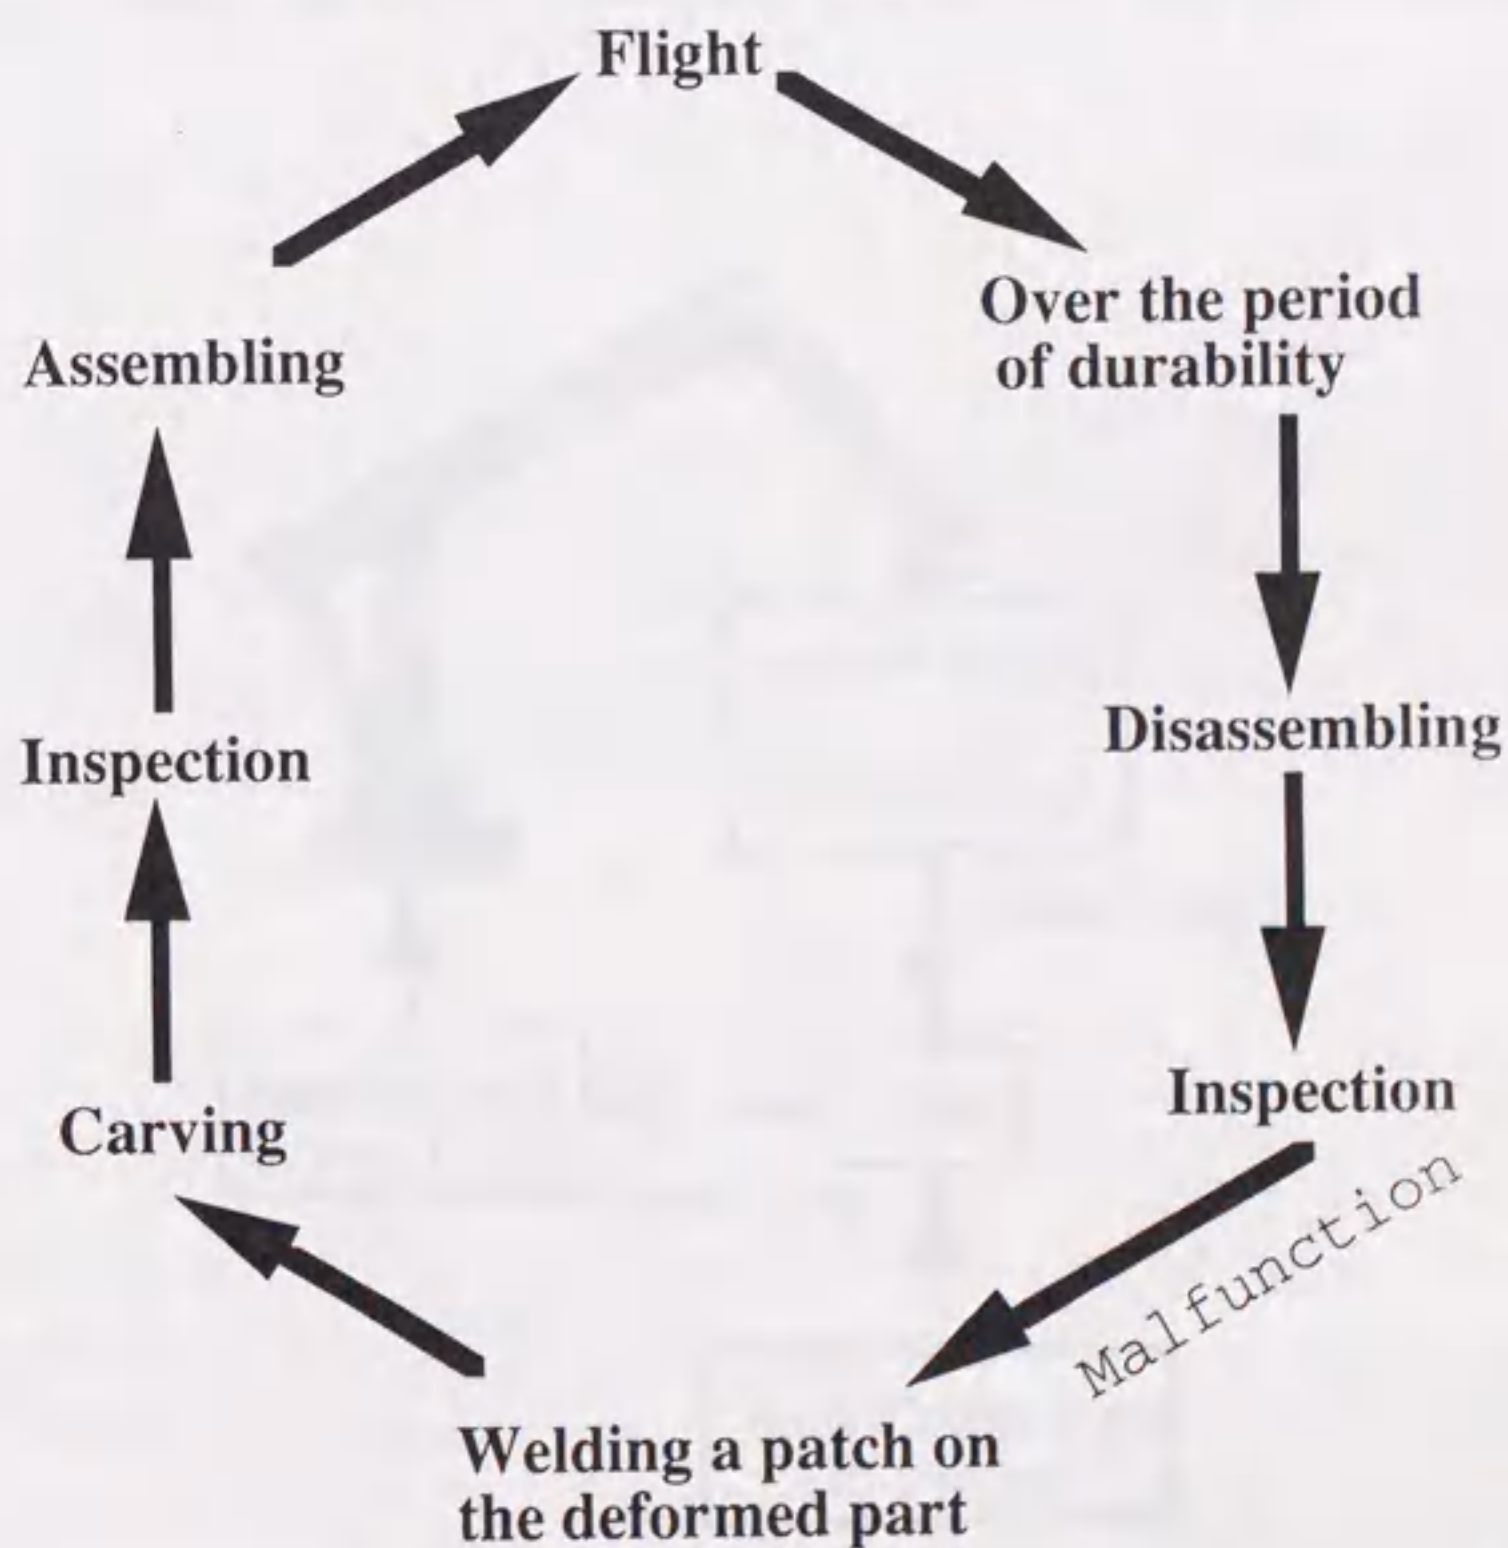 Flight
Over the period
of durability
Assembling
Disassembling
Inspection
Inspection
Carving
Malfunction
Welding a patch on
the deformed part